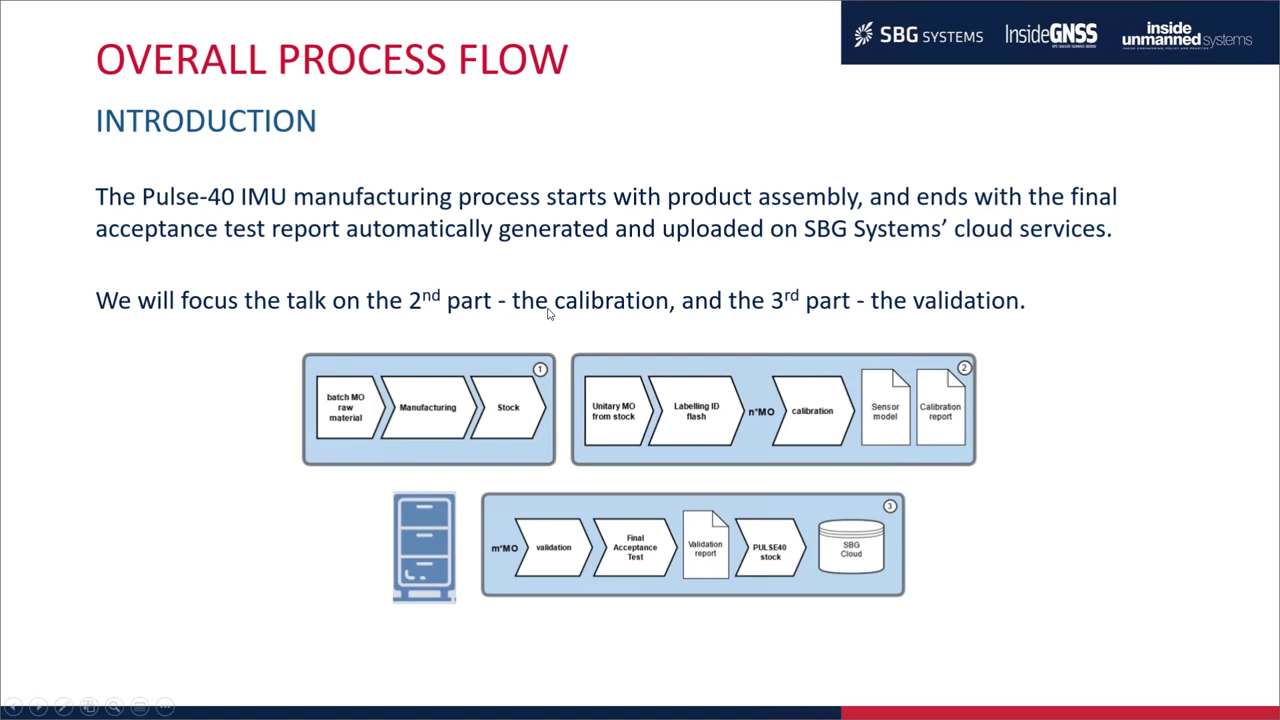 SBG SYSTEMS
InsideGNSS
inside
unmanned systems
OVERALL PROCESS FLOW
INTRODUCTION
The Pulse-40 IMU manufacturing process starts with product assembly, and ends with the final
acceptance test report automatically generated and uploaded on SBG Systems’ cloud services.
We will focus the talk on the 2nd part - the calibration, and the 3rd part - the validation.
1
batch MO
raw
material
Manufacturing
Stock
2
Unitary MO
from stock
Labelling ID
flash
n*MO
calibration
Sensor
model
Calibration
report
3
m*MO
validation
Final
Acceptance
Test
Validation
report
PULSE40
stock
SBG
Cloud